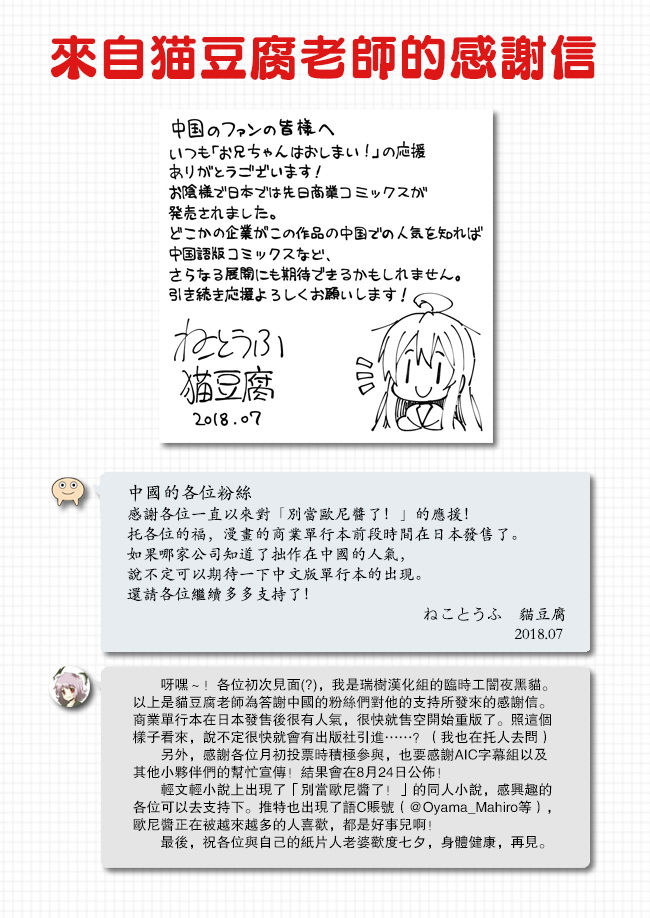 來自猫豆腐老師的感謝信
中国のファンの皆様へ
いつも「お兄ちゃんはおしまい！」の応援
ありがとうございます！
お陰様で日本では先日商業コミックスが
発売されました。
どこかの企業がこの作品の中国での人気を知れば
中国語版コミックスなど、
さらなる展開にも期待できるかもしれません。
引き続き応援よろしくお願いします！
ねことうふ
猫豆腐
2018.07
中國的各位粉絲
感謝各位一直以來對「別當歐尼醬了！」的應援!
托各位的福，漫畫的商業單行本前段時間在日本發售了。
如果哪家公司知道了拙作在中國的人氣，
說不定可以期待一下中文版單行本的出現。
還請各位繼續多多支持了!
ねことうふ　貓豆腐
2018.07
呀嘿～！各位初次見面(?)，我是瑞樹漢化組的臨時工闇夜黑貓。
以上是貓豆腐老師為答謝中國的粉絲們對他的支持所發來的感謝信。
商業單行本在日本發售後很有人氣，很快就售空開始重版了。照這個
樣子看來，說不定很快就會有出版社引進……？（我也在托人去問）
另外，感謝各位月初投票時積極參與，也要感謝AIC字幕組以及
其他小夥伴們的幫忙宣傳！結果會在8月24日公佈！
輕文輕小說上出現了「別當歐尼醬了！」的同人小說，感興趣的
各位可以去支持下。推特也出現了語C賬號（@Oyama_Mahiro等），
歐尼醬正在被越來越多的人喜歡，都是好事兒啊！
最後，祝各位與自己的紙片人老婆歡度七夕，身體健康，再見。